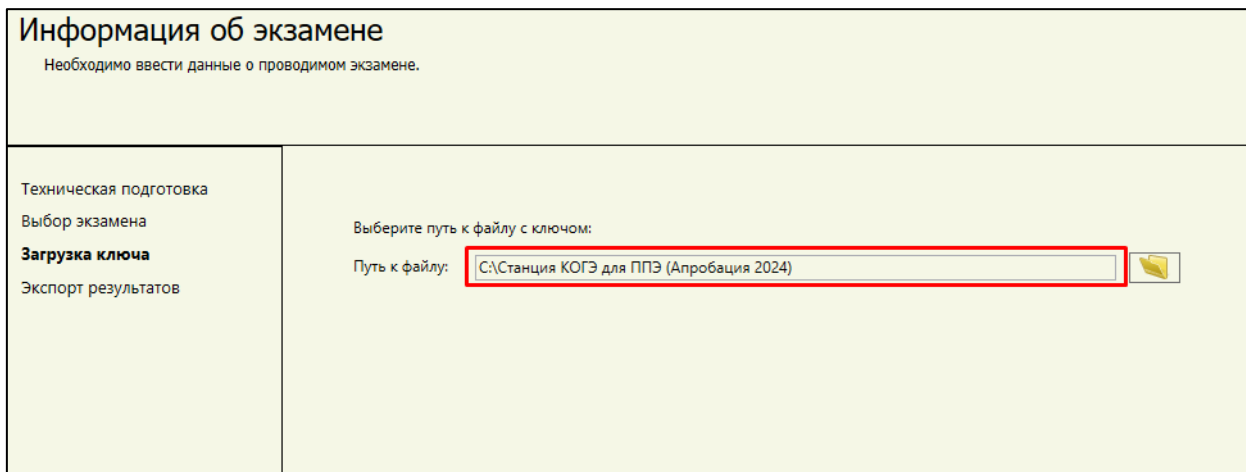 Информация об экзамене
Необходимо ввести данные о проводимом экзамене.
Техническая подготовка
Выбор экзамена
Загрузка ключа
Экспорт результатов
Выберите путь к файлу с ключом:
Путь к файлу: C:\Станция КОГЭ для ППЭ (Апробация 2024)